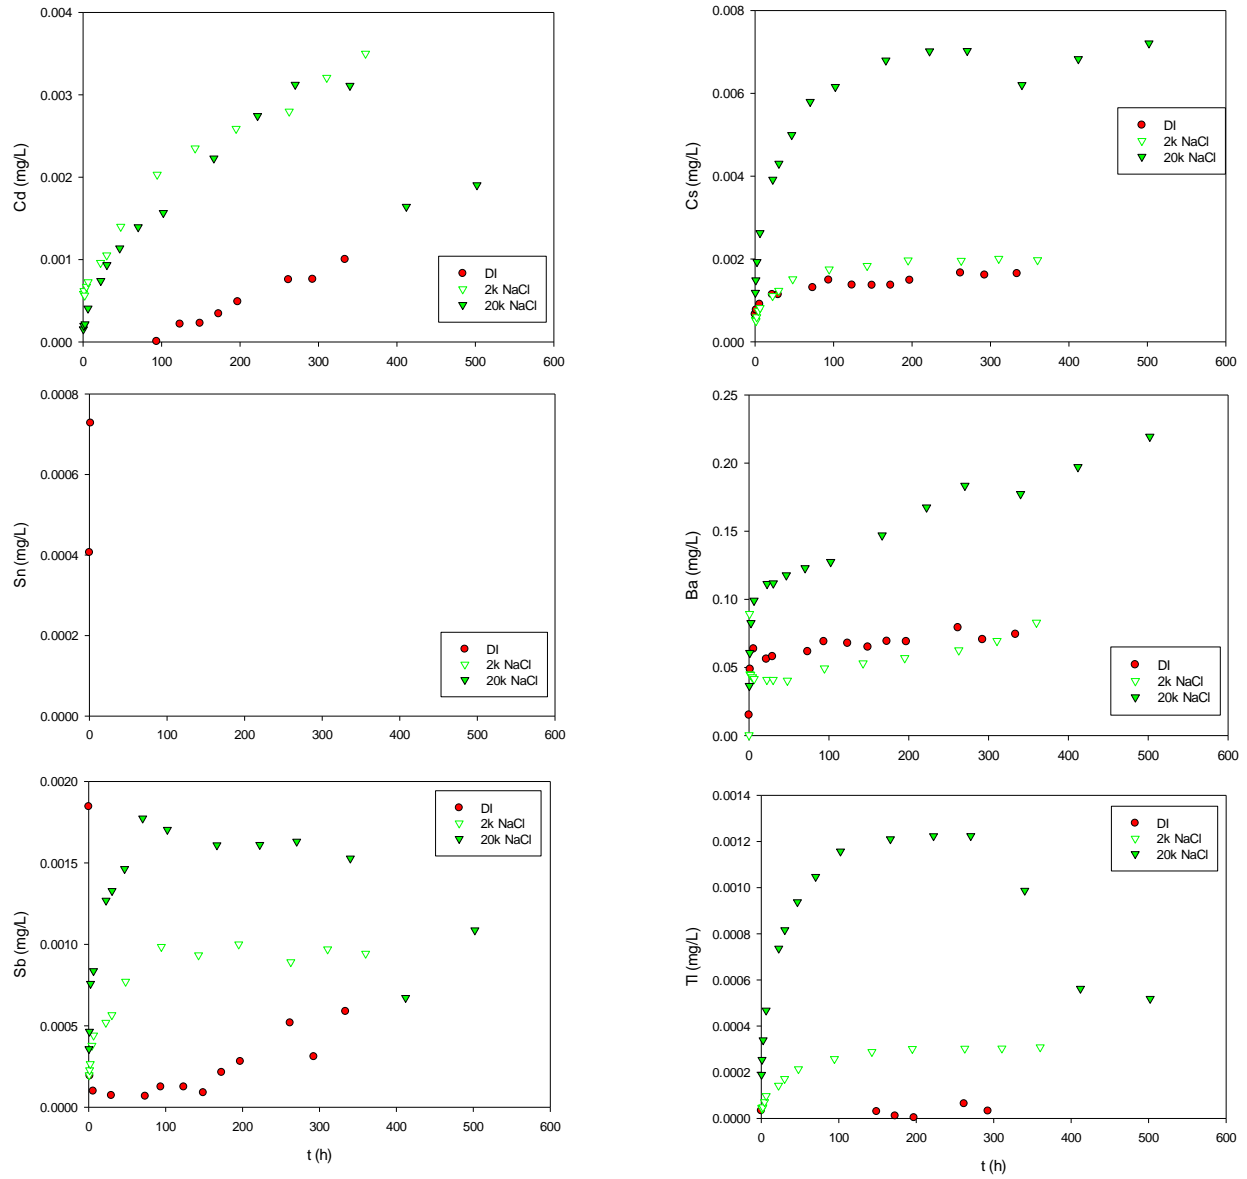 0.004
0.003
0.002
0.001
0.000
Cd (mg/L)
0 100 200 300 400 500 600
DI
2k NaCl
20k NaCl
0.008
0.006
0.004
0.002
0.000
Cs (mg/L)
0 100 200 300 400 500 600
DI
2k NaCl
20k NaCl
0.0008
0.0006
0.0004
0.0002
0.0000
Sn (mg/L)
0 100 200 300 400 500 600
DI
2k NaCl
20k NaCl
0.25
0.20
0.15
0.10
0.05
0.00
Ba (mg/L)
0 100 200 300 400 500 600
DI
2k NaCl
20k NaCl
0.0020
0.0015
0.0010
0.0005
0.0000
Sb (mg/L)
0 100 200 300 400 500 600
t (h)
DI
2k NaCl
20k NaCl
0.0014
0.0012
0.0010
0.0008
0.0006
0.0004
0.0002
0.0000
Tl (mg/L)
0 100 200 300 400 500 600
t (h)
DI
2k NaCl
20k NaCl